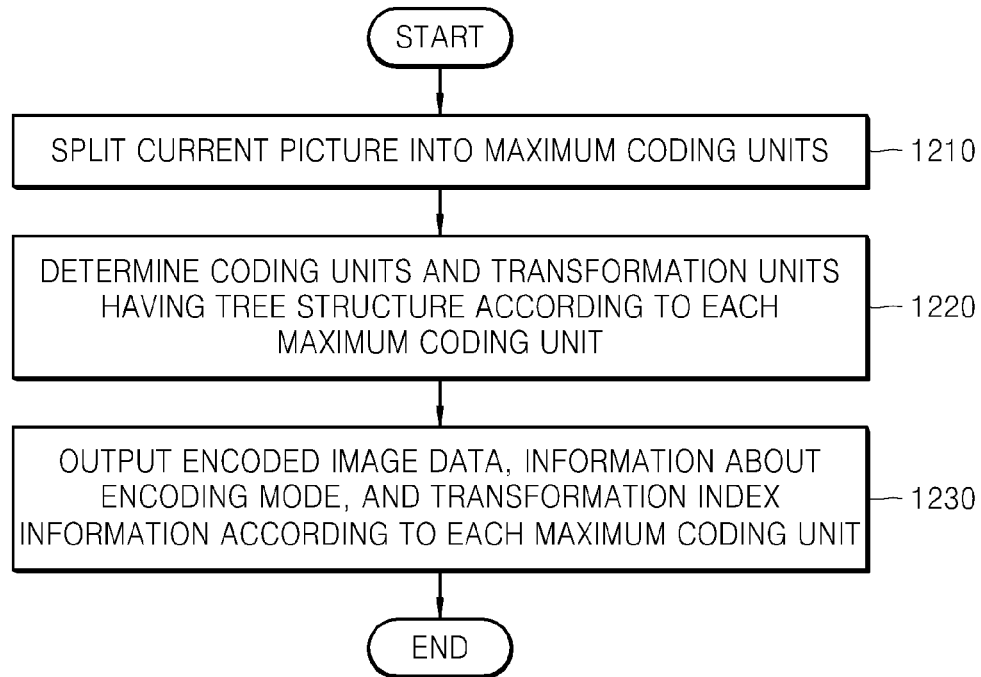 START
SPLIT CURRENT PICTURE INTO MAXIMUM CODING UNITS
1210
DETERMINE CODING UNITS AND TRANSFORMATION UNITS
HAVING TREE STRUCTURE ACCORDING TO EACH
MAXIMUM CODING UNIT
1220
OUTPUT ENCODED IMAGE DATA, INFORMATION ABOUT
ENCODING MODE, AND TRANSFORMATION INDEX
INFORMATION ACCORDING TO EACH MAXIMUM CODING UNIT
1230
END